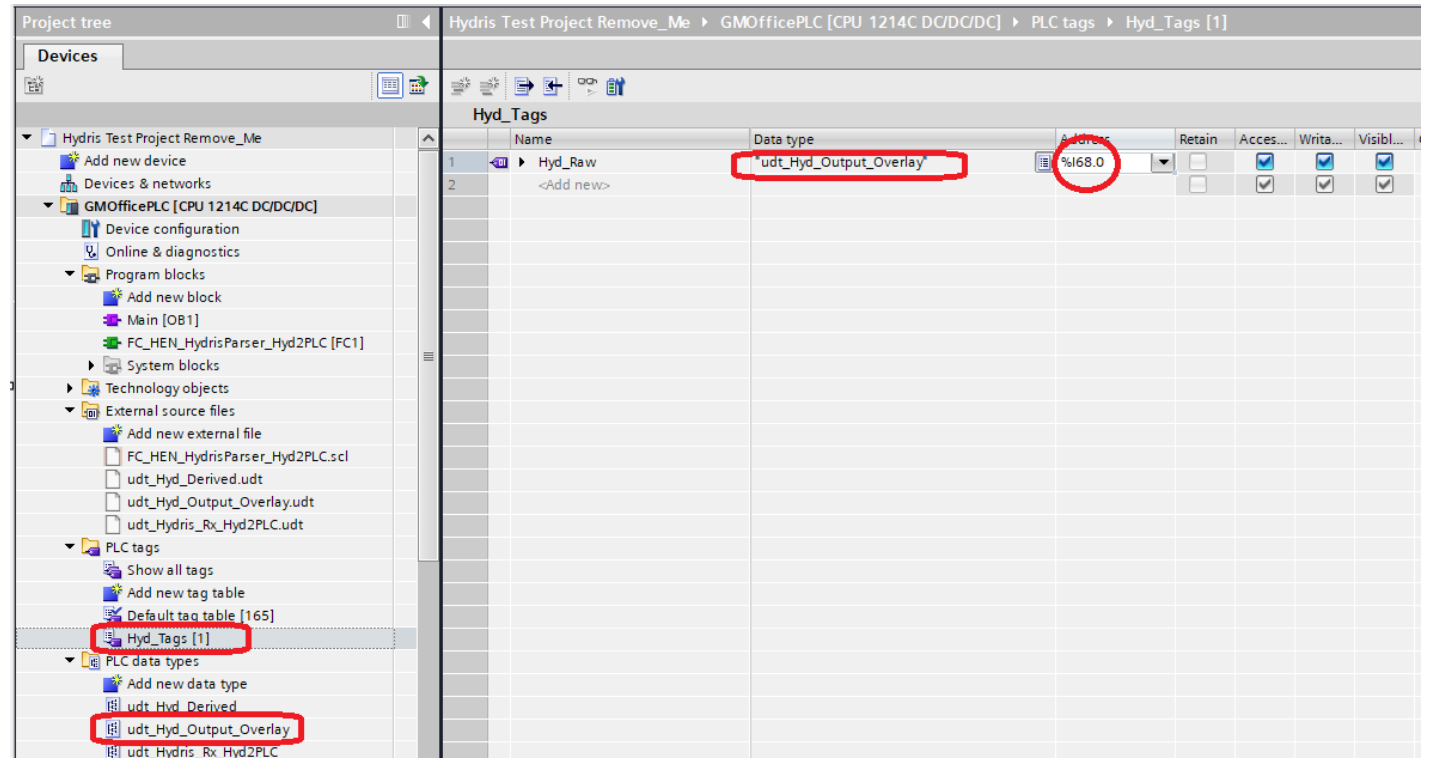 Project tree
Hydris Test Project Remove_Me GMOfficePLC [CPU 1214C DC/DC/DC] PLC tags Hyd_Tags [1]
Devices
Hyd_Tags
Name Data type Address Retain Acces... Writa... Visibl...
1 Hyd_Raw "udt_Hyd_Output_Overlay" %I68.0
2 <Add new>
Hydris Test Project Remove_Me
Add new device
Devices & networks
GMOfficePLC [CPU 1214C DC/DC/DC]
Device configuration
Online & diagnostics
Program blocks
Add new block
Main [OB1]
FC_HEN_HydrisParser_Hyd2PLC [FC1]
System blocks
Technology objects
External source files
Add new external file
FC_HEN_HydrisParser_Hyd2PLC.scl
udt_Hyd_Derived.udt
udt_Hyd_Output_Overlay.udt
udt_Hydris_Rx_Hyd2PLC.udt
PLC tags
Show all tags
Add new tag table
Default tag table [165]
Hyd_Tags [1]
PLC data types
Add new data type
udt_Hyd_Derived
udt_Hyd_Output_Overlay
udt_Hydris_Rx_Hyd2PLC